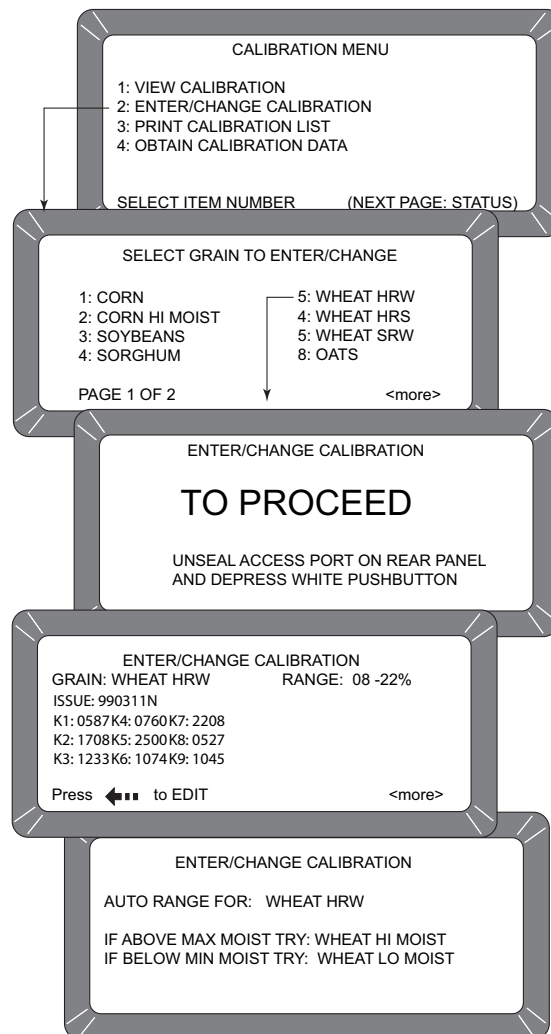 CALIBRATION MENU
1: VIEW CALIBRATION
2: ENTER/CHANGE CALIBRATION
3: PRINT CALIBRATION LIST
4: OBTAIN CALIBRATION DATA
SELECT ITEM NUMBER (NEXT PAGE: STATUS)
SELECT GRAIN TO ENTER/CHANGE
1: CORN 5: WHEAT HRW
2: CORN HI MOIST 4: WHEAT HRS
3: SOYBEANS 5: WHEAT SRW
4: SORGHUM 8: OATS
PAGE 1 OF 2 <more>
ENTER/CHANGE CALIBRATION
TO PROCEED
UNSEAL ACCESS PORT ON REAR PANEL
AND DEPRESS WHITE PUSHBUTTON
ENTER/CHANGE CALIBRATION
GRAIN: WHEAT HRW RANGE: 08 -22%
ISSUE: 990311N
K1: 0587K4: 0760K7: 2208
K2: 1708K5: 2500K8: 0527
K3: 1233K6: 1074K9: 1045
Press to EDIT <more>
ENTER/CHANGE CALIBRATION
AUTO RANGE FOR: WHEAT HRW
IF ABOVE MAX MOIST TRY: WHEAT HI MOIST
IF BELOW MIN MOIST TRY: WHEAT LO MOIST